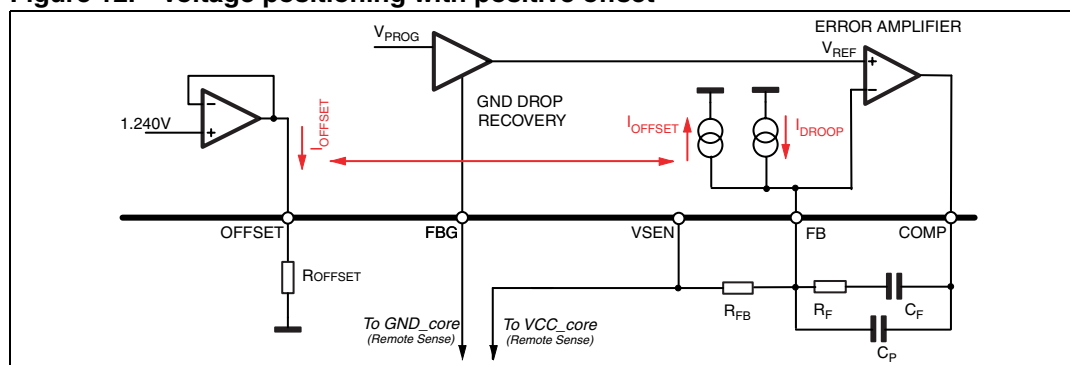 Figure 12. Voltage positioning with positive offset
ERROR AMPLIFIER
VPROG
VREF
GND DROP
RECOVERY
1.240V
IOFFSET
IOFFSET
IDROOP
OFFSET
FBG
VSEN
FB
COMP
ROFFSET
RFB
RF
CF
CP
To GND_core
(Remote Sense)
To VCC_core
(Remote Sense)